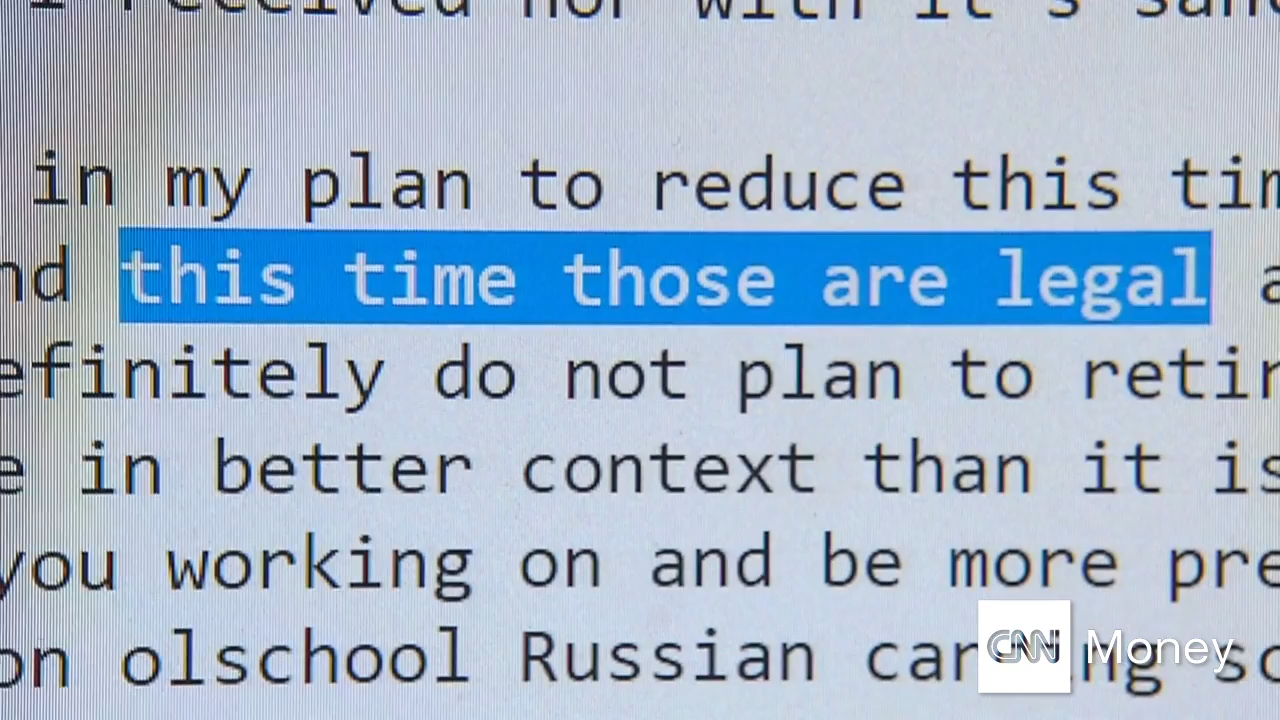 in my plan to reduce this
this time those are legal
do not plan to
in better context than it
you working on and be more
olschool Russian
CNN Money